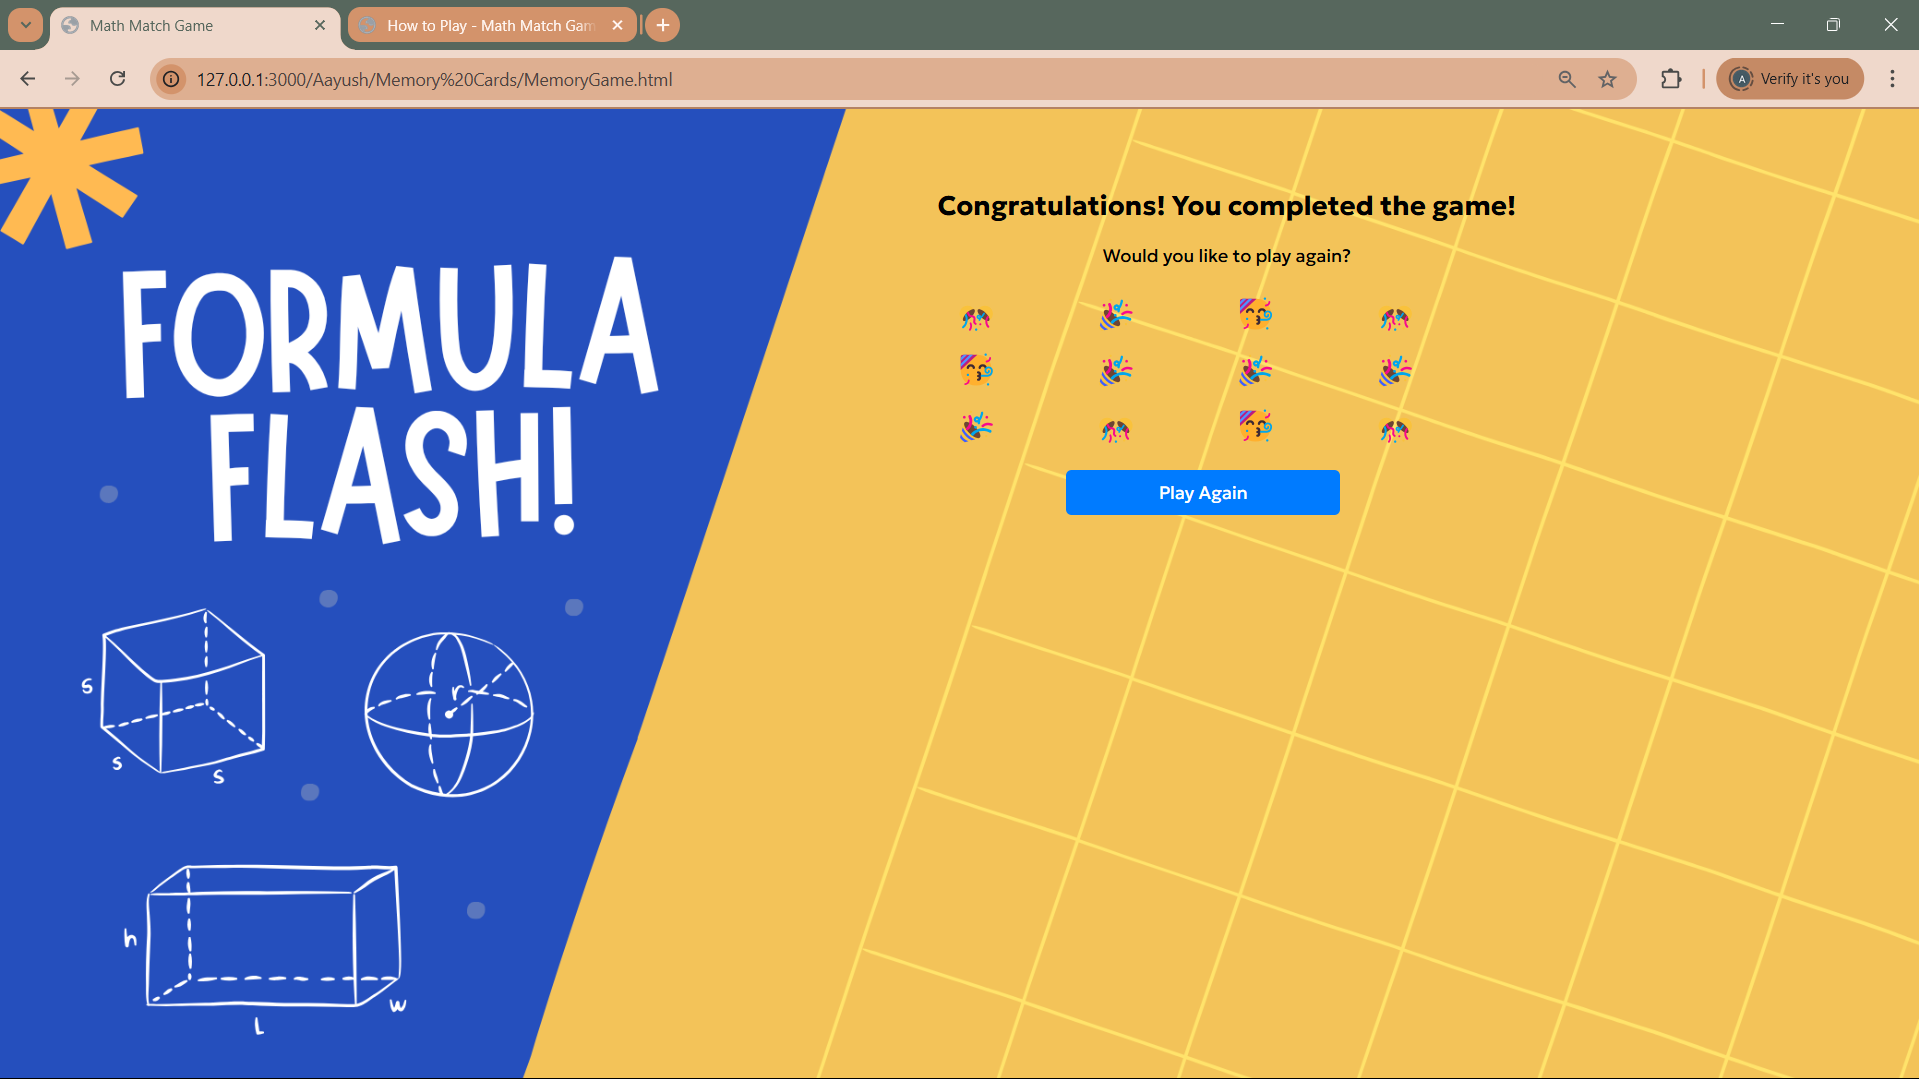 Math Match Game
How to Play - Math Match Gam
127.0.0.1:3000/Aayush/Memory%20Cards/MemoryGame.html
A
Verify it's you
FORMULA
FLASH!
Congratulations! You completed the game!
Would you like to play again?
Play Again
s
s
s
r
h
w
L